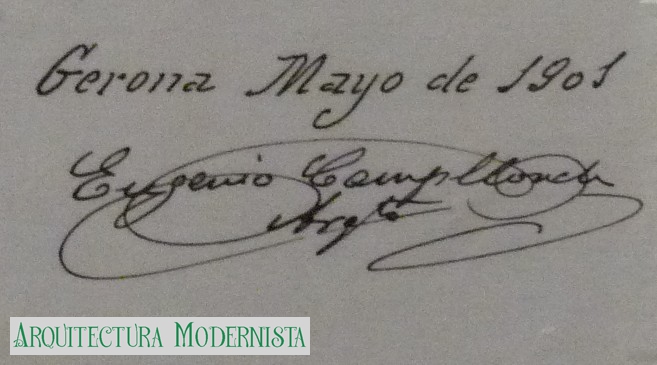 Gerona Mayo de 1901
Eugenio Campllonch
Arqto
ARQUITECTURA MODERNISTA